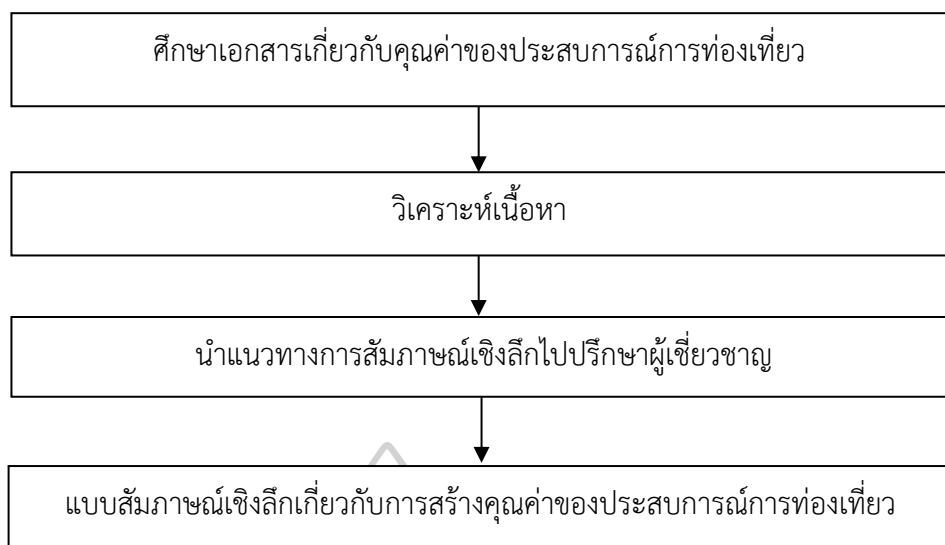 ศึกษาเอกสารเกี่ยวกับคุณค่าของประสบการณ์การท่องเที่ยว
วิเคราะห์เนื้อหา
นำแนวทางการสัมภาษณ์เชิงลึกไปปรึกษาผู้เชี่ยวชาญ
แบบสัมภาษณ์เชิงลึกเกี่ยวกับการสร้างคุณค่าของประสบการณ์การท่องเที่ยว